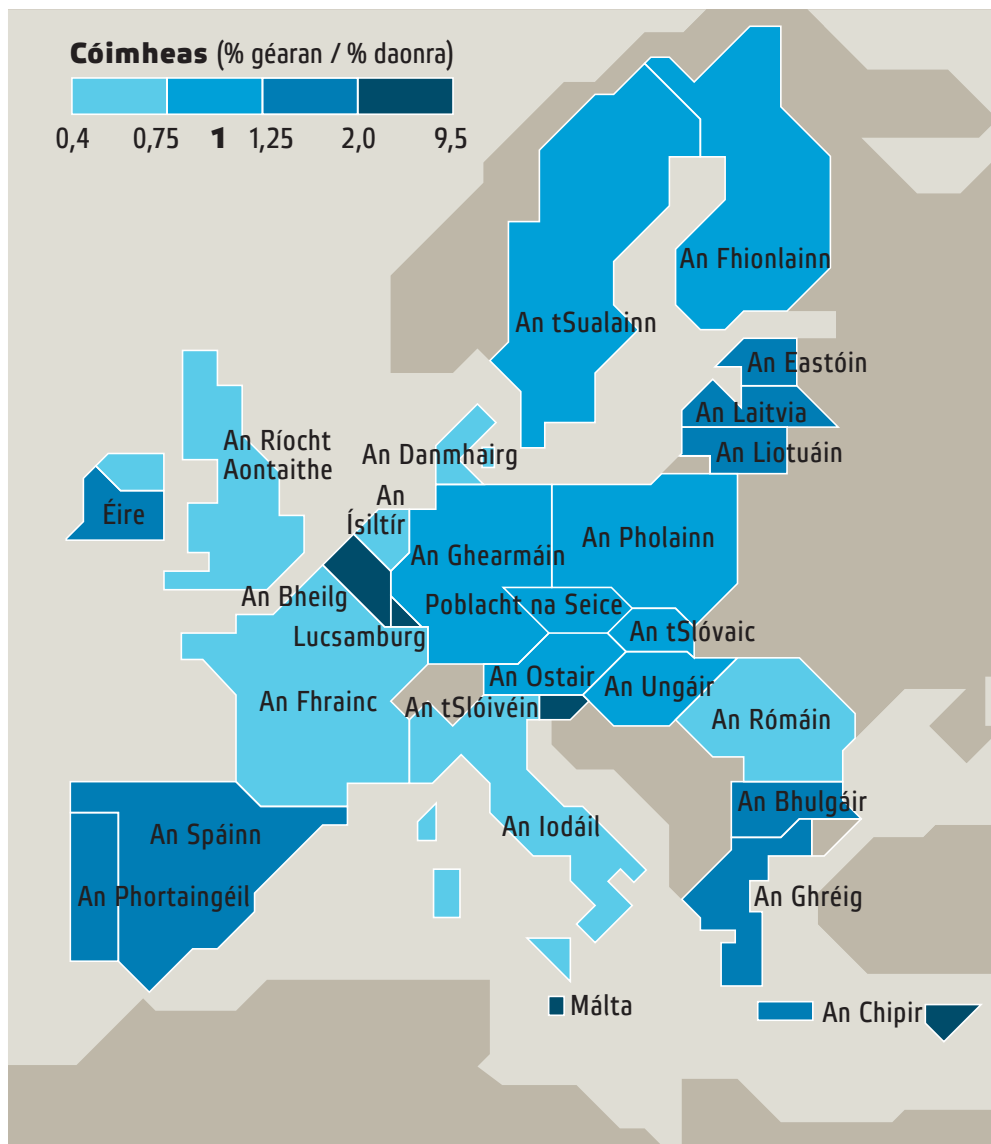 Cóimheas (% géaran / % daonra)
0,4 0,75 1 1,25 2,0 9,5
An Fhionlainn
An tSualainn
An Eastóin
An Laitvia
An Liotuáin
An Ríocht
Aontaithe
An Danmhairg
An
Ísiltír
Éire
An Ghearmáin
An Pholainn
An Bheilg
Poblacht na Seice
Lucsamburg
An tSlóvaic
An Ostair
An Ungáir
An Fhrainc
An tSlóivéin
An Rómáin
An Bhulgáir
An Spáinn
An Iodáil
An Phortaingéil
An Ghréig
Málta
An Chipir